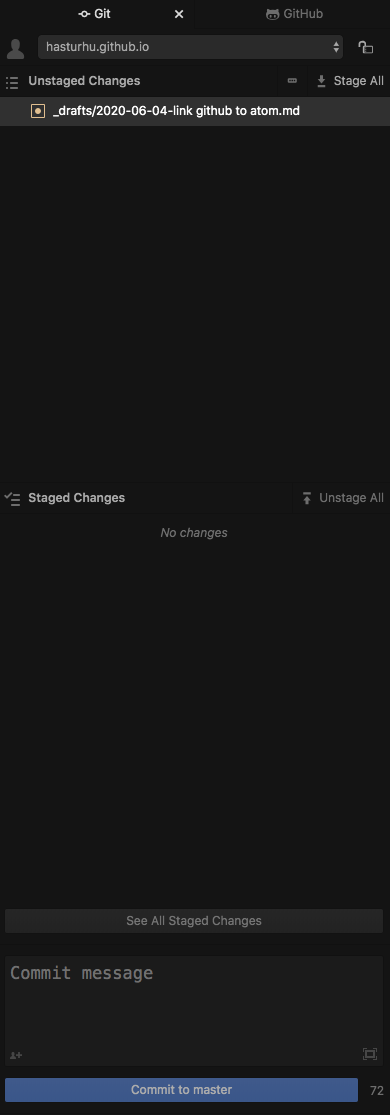 Git
GitHub
hasturhu.github.io
Unstaged Changes
Stage All
_drafts/2020-06-04-link github to atom.md
Staged Changes
Unstage All
No changes
See All Staged Changes
Commit message
Commit to master
72